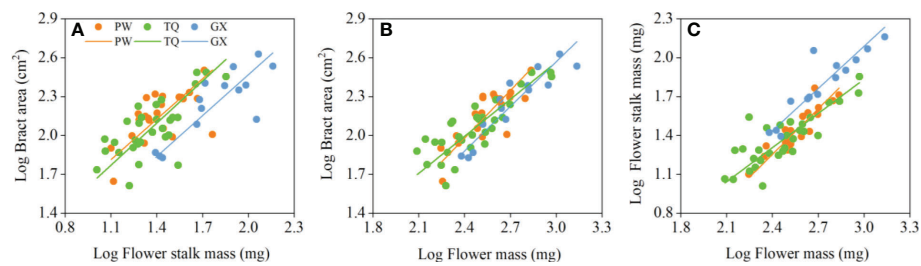 A
PW TQ GX
PW TQ GX
Log Bract area (cm²)
2.9
2.6
2.3
2.0
1.7
1.4
0.8 1.1 1.4 1.7 2.0 2.3
Log Flower stalk mass (mg)
B
Log Bract area (cm²)
2.9
2.6
2.3
2.0
1.7
1.4
1.8 2.1 2.4 2.7 3.0 3.3
Log Flower mass (mg)
C
Log Flower stalk mass (mg)
2.3
2.0
1.7
1.4
1.1
0.8
1.8 2.1 2.4 2.7 3.0 3.3
Log Flower mass (mg)